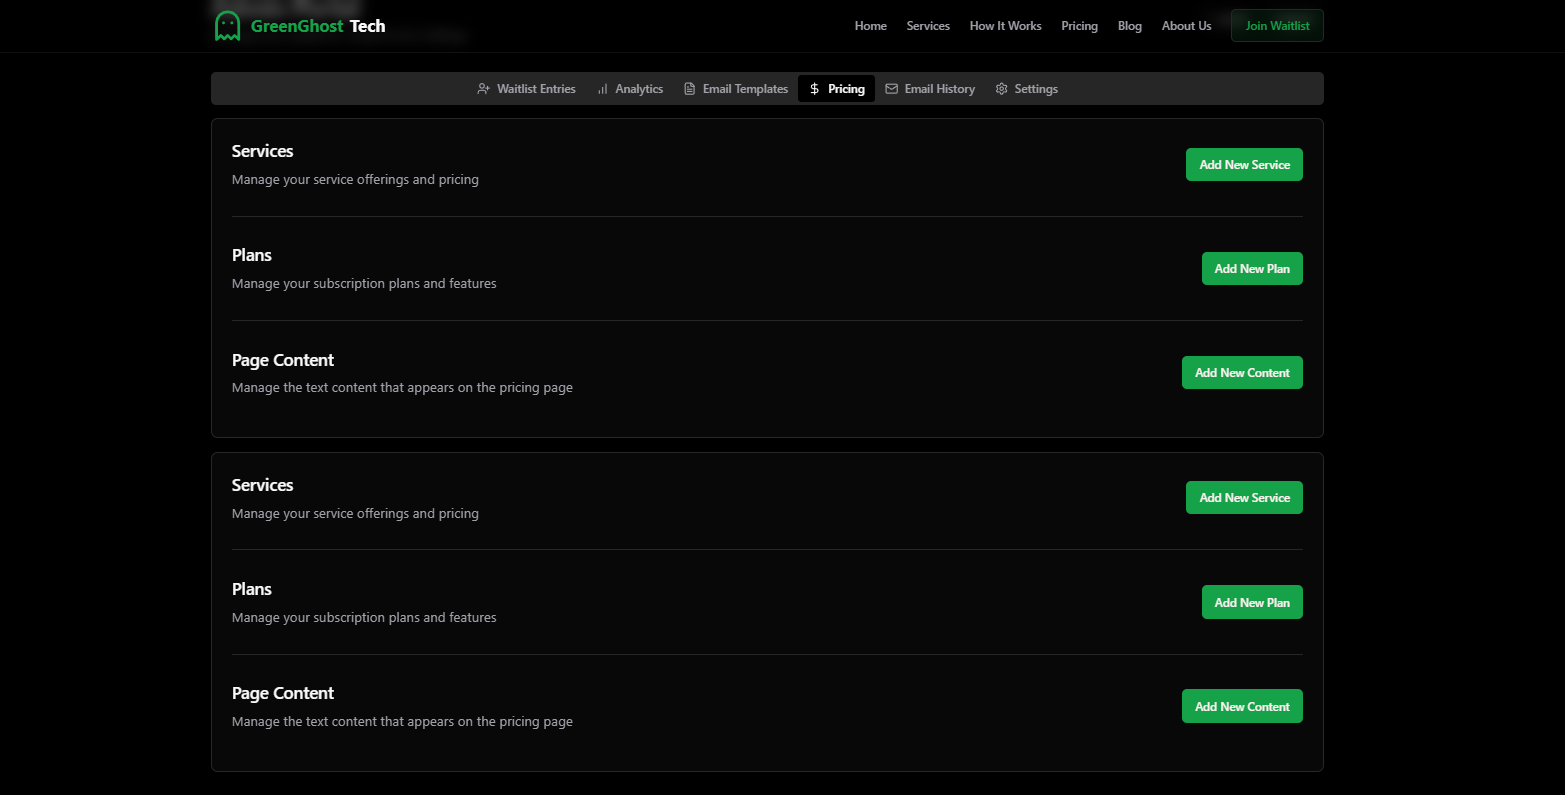 GreenGhost Tech
Home Services How It Works Pricing Blog About Us Join Waitlist
Waitlist Entries Analytics Email Templates Pricing Email History Settings
Services
Manage your service offerings and pricing
Add New Service
Plans
Manage your subscription plans and features
Add New Plan
Page Content
Manage the text content that appears on the pricing page
Add New Content
Services
Manage your service offerings and pricing
Add New Service
Plans
Manage your subscription plans and features
Add New Plan
Page Content
Manage the text content that appears on the pricing page
Add New Content